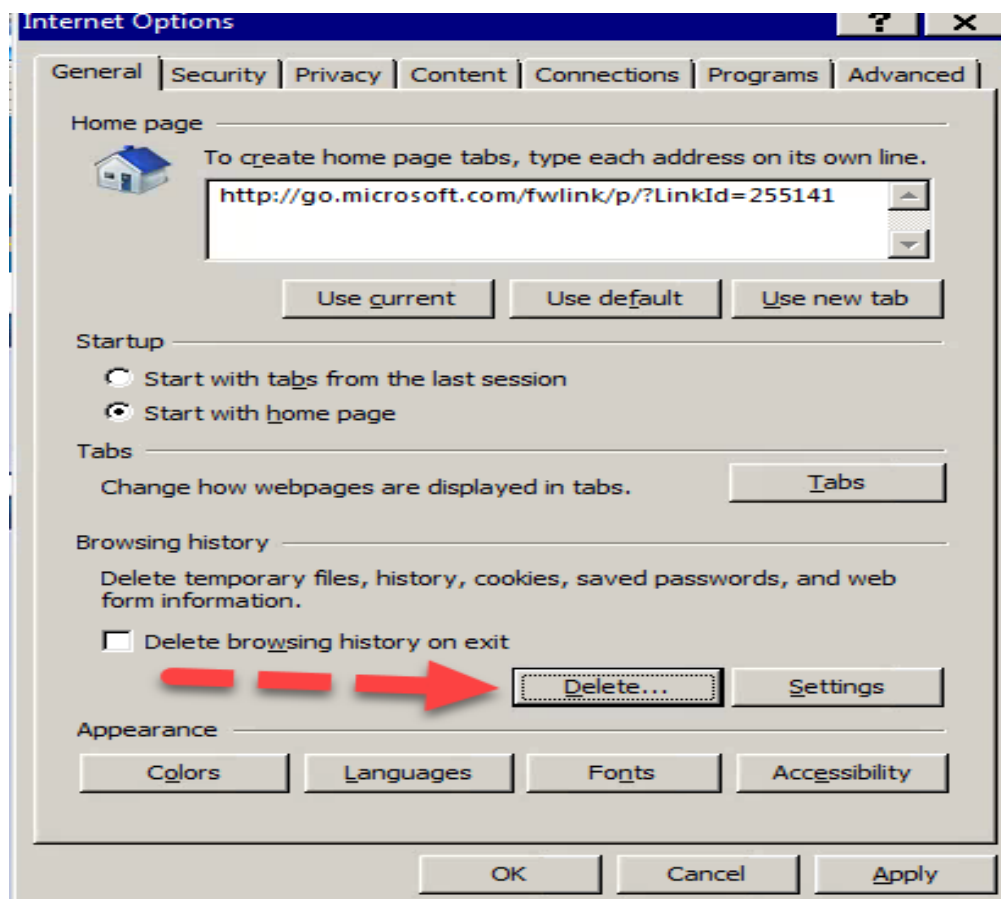 Internet Options
? X
General Security Privacy Content Connections Programs Advanced
Home page
To create home page tabs, type each address on its own line.
http://go.microsoft.com/fwlink/p/?LinkId=255141
Use current Use default Use new tab
Startup
Start with tabs from the last session
Start with home page
Tabs
Change how webpages are displayed in tabs. Tabs
Browsing history
Delete temporary files, history, cookies, saved passwords, and web
form information.
Delete browsing history on exit
Delete... Settings
Appearance
Colors Languages Fonts Accessibility
OK Cancel Apply